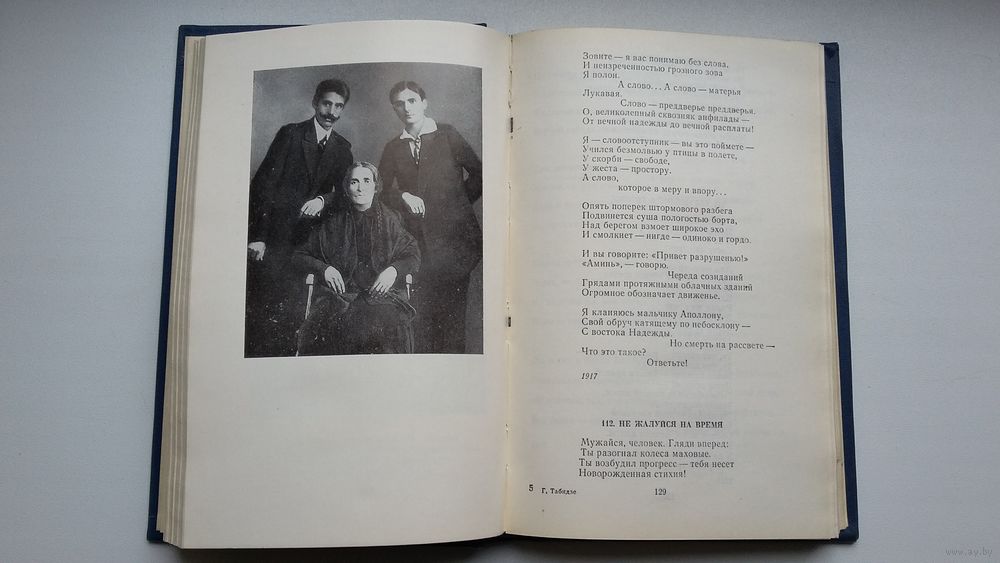 Зовите — я вас понимаю без слова,
И неизреченностью грозного зова
Я полон.
А слово... А слово — матерья
Лукавая.
Слово — преддверье преддверья.
О, великолепный сквозняк анфилады —
От вечной надежды до вечной расплаты!
Я — словоотступник — вы это поймете —
Учился безмолвью у птицы в полете,
У скорби — свободе,
У жеста — простору.
А слово,
которое в меру и впору...
Опять поперек штормового разбега
Подвинется суша пологостью борта,
Над берегом взмоет широкое эхо
И смолкнет — нигде — одиноко и гордо.
И вы говорите: «Привет разрушенью!»
«Аминь», — говорю.
Череда созиданий
Грядами протяжными облачных зданий
Огромное обозначает движенье.
Я кланяюсь мальчику Аполлону,
Свой обруч катящему по небосклону —
С востока Надежды.
Но смерть на рассвете —
Что это такое?
Ответьте!
1917
112. НЕ ЖАЛУЙСЯ НА ВРЕМЯ
Мужайся, человек. Гляди вперед:
Ты разогнал колеса маховые.
Ты возбудил прогресс — тебя несет
Новорожденная стихия!
5 Г. Табидзе 129
www.ay.by